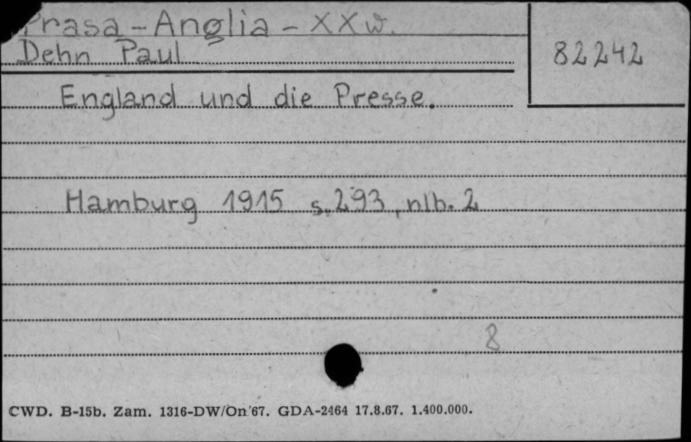 Prasa - Anglia - XX w.
Dehn Paul
82242
England und die Presse.
Hamburg 1915 s. 293, nlb. 2
8
CWD. B-15b. Zam. 1316-DW/On/67. GDA-2464 17.8.67. 1.400.000.